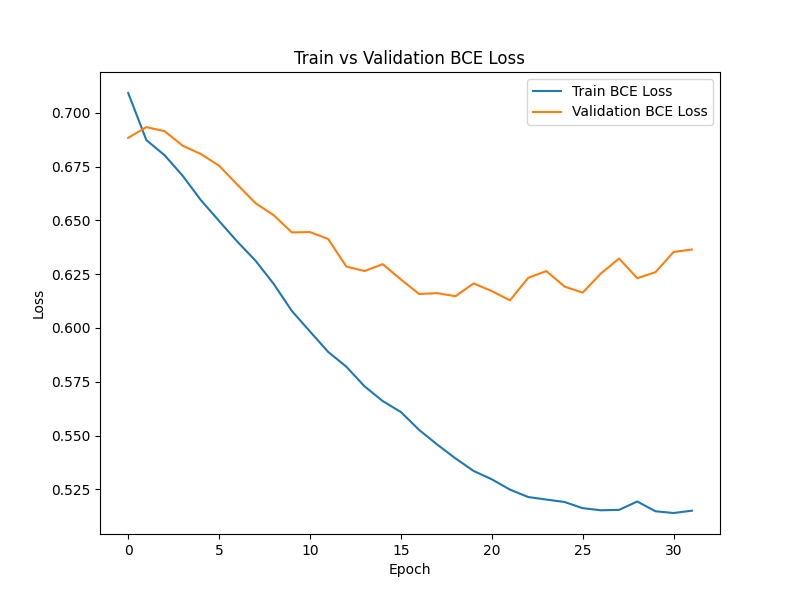 Train vs Validation BCE Loss
Train BCE Loss
Validation BCE Loss
0.700
0.675
0.650
0.625
0.600
0.575
0.550
0.525
Loss
0 5 10 15 20 25 30
Epoch